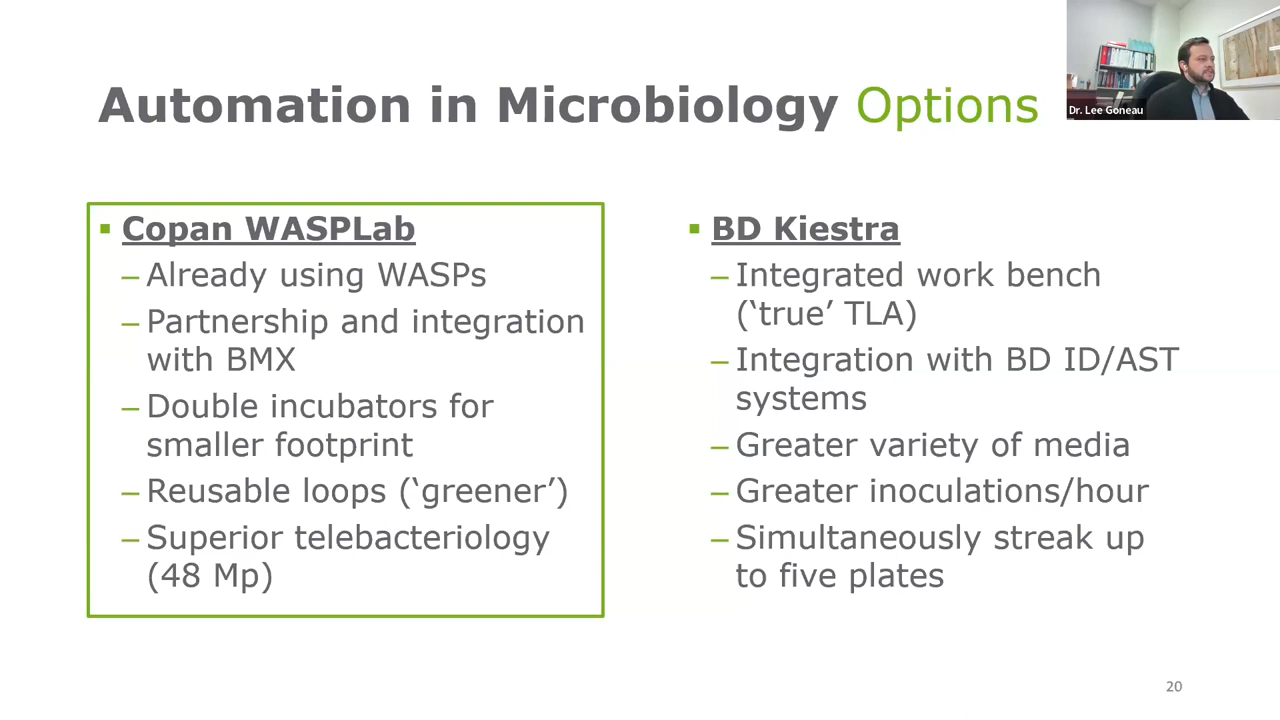 Automation in Microbiology Options
Dr. Lee Goneau
▪ Copan WASPLab
– Already using WASPs
– Partnership and integration
with BMX
– Double incubators for
smaller footprint
– Reusable loops (‘greener’)
– Superior telebacteriology
(48 Mp)
▪ BD Kiestra
– Integrated work bench
(‘true’ TLA)
– Integration with BD ID/AST
systems
– Greater variety of media
– Greater inoculations/hour
– Simultaneously streak up
to five plates
20